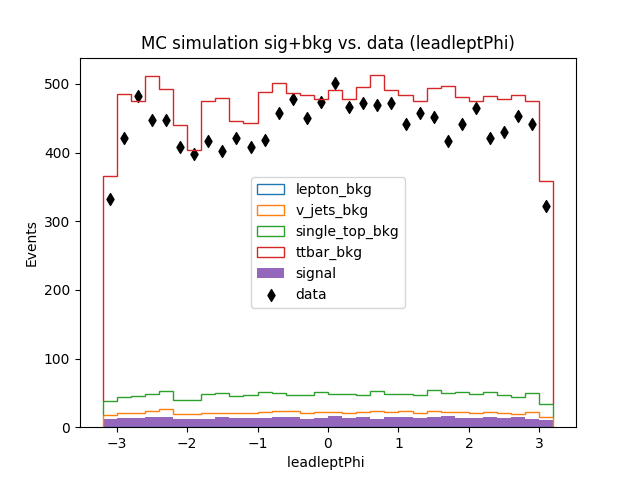 MC simulation sig+bkg vs. data (leadleptPhi)
500
400
300
200
100
0
Events
lepton_bkg
v_jets_bkg
single_top_bkg
ttbar_bkg
signal
data
−3
−2
−1
0
1
2
3
leadleptPhi